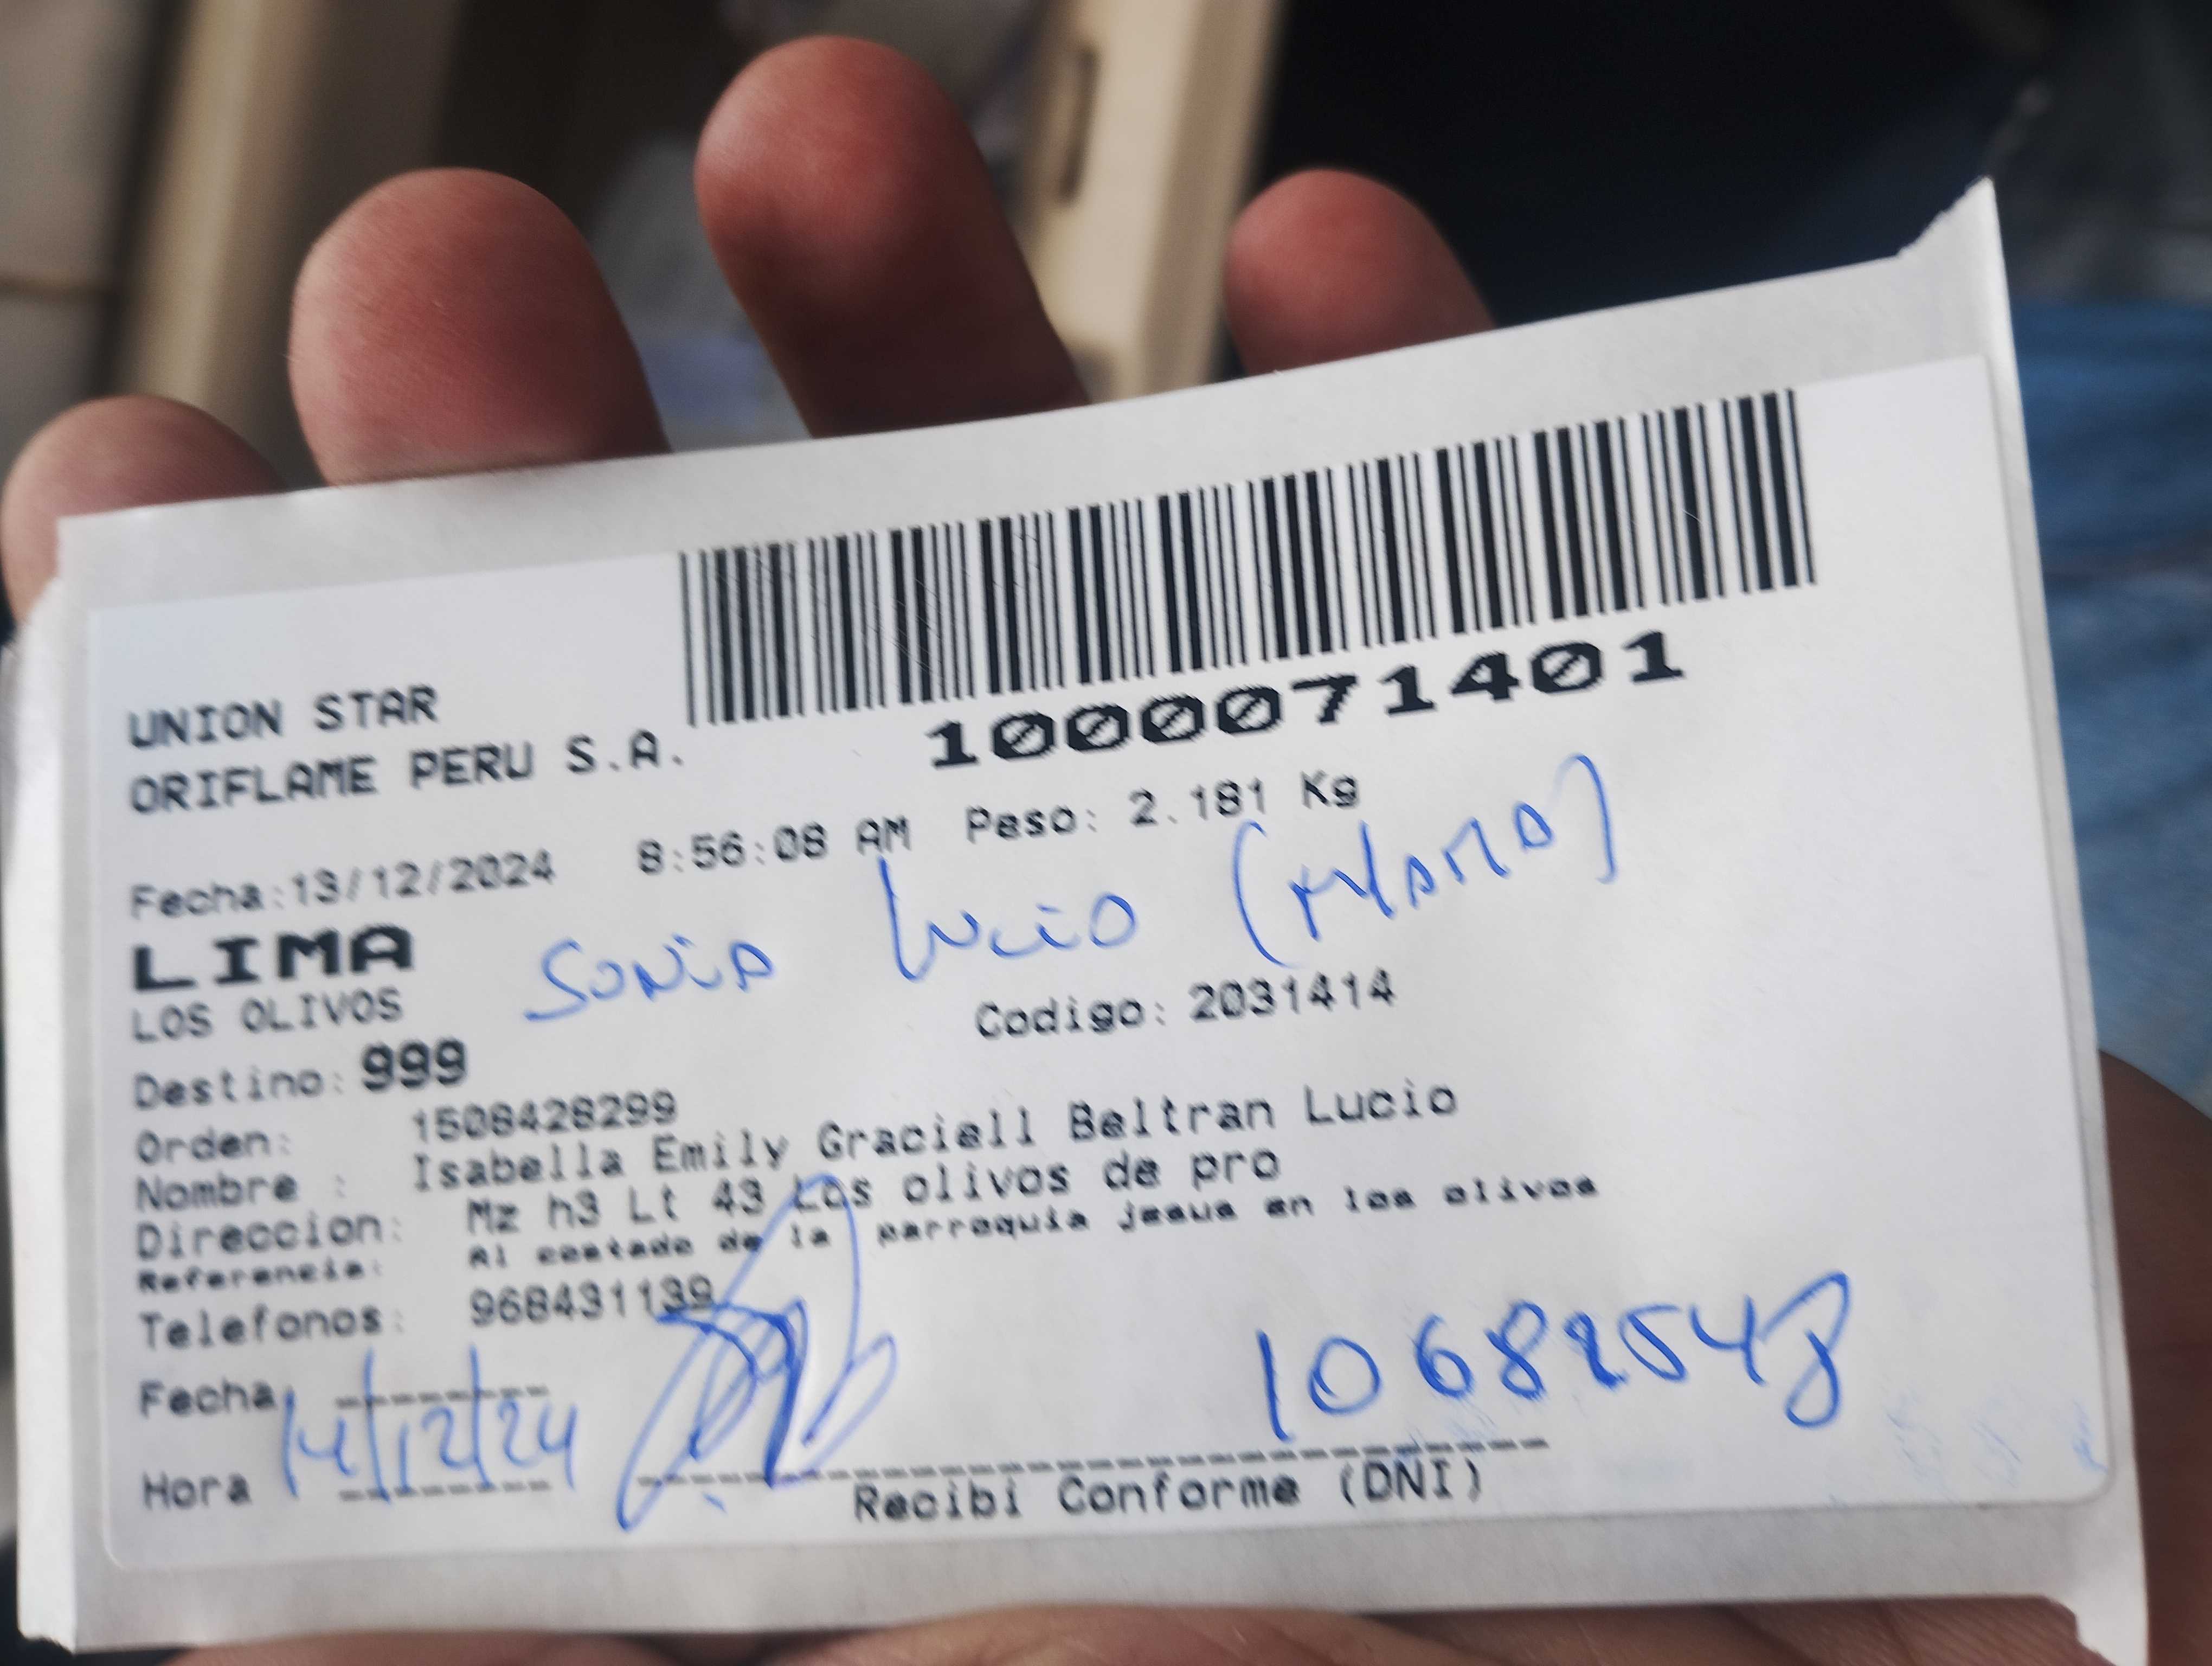 1000071401
UNION STAR
ORIFLAME PERU S.A.
Fecha:13/12/2024 8:56:08 AM Peso: 2.181 Kg
LIMA
Sonia Lucio (MAMA)
LOS OLIVOS
Codigo: 2031414
Destino: 999
Orden: 1508428299
Nombre : Isabella Emily Graciell Beltran Lucio
Direccion: Mz h3 Lt 43 Los olivos de pro
Referencia: Al costado de la parroquia jesus en los olivos
Telefonos: 968431139
Fecha 14/12/24
10682548
Hora
Recibi Conforme (DNI)